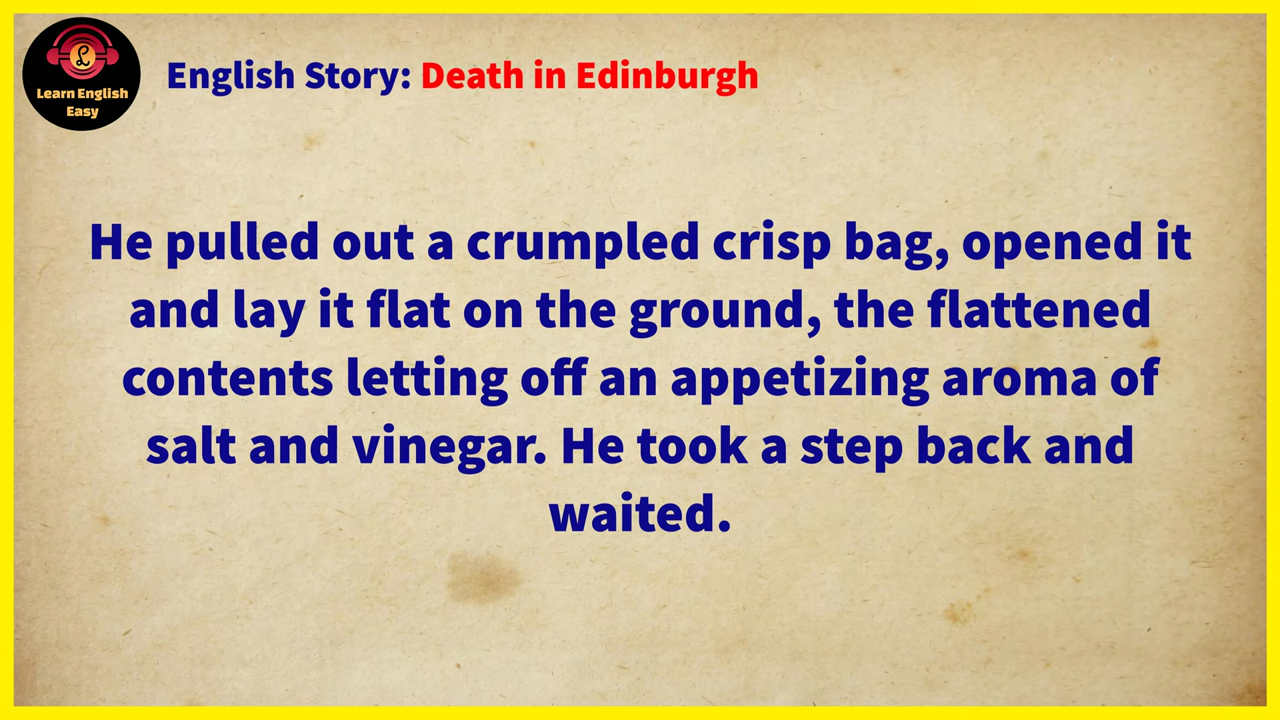 Learn English
Easy
English Story: Death in Edinburgh
He pulled out a crumpled crisp bag, opened it
and lay it flat on the ground, the flattened
contents letting off an appetizing aroma of
salt and vinegar. He took a step back and
waited.